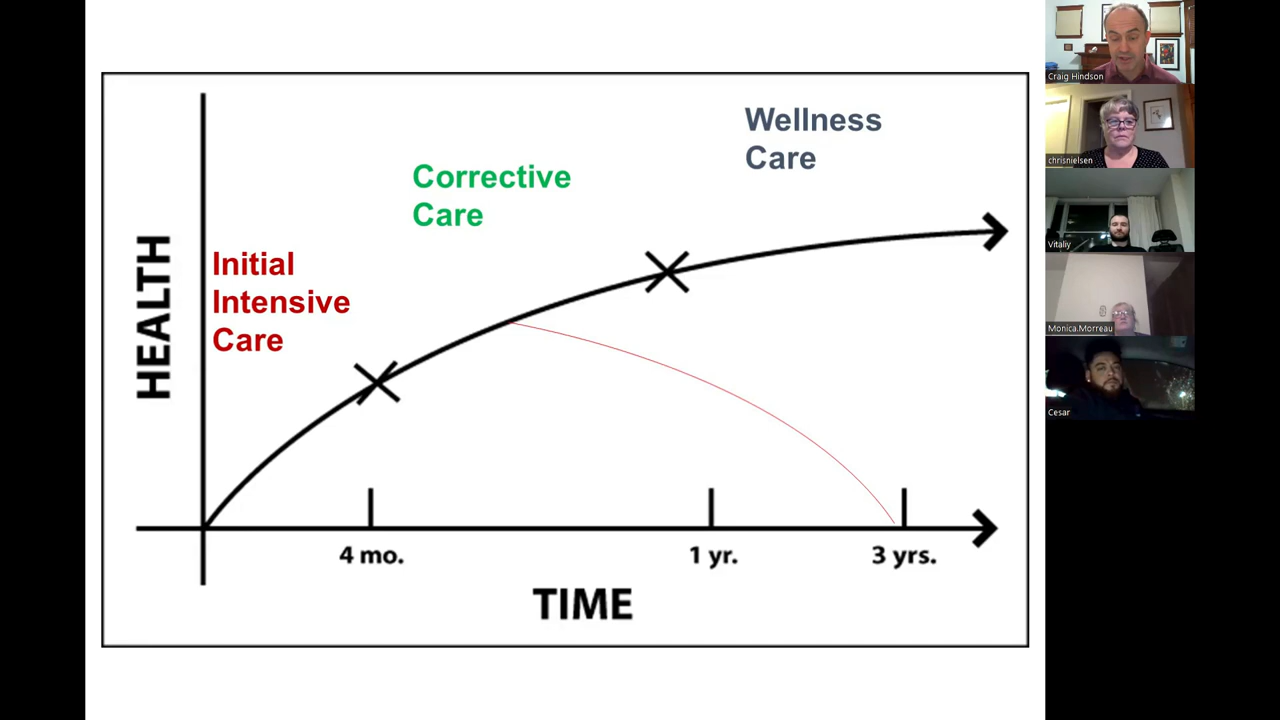 Wellness
Care
Corrective
Care
Initial
Intensive
Care
HEALTH
4 mo.
1 yr.
3 yrs.
TIME
Craig Hindson
chrisnielsen
Vitaliy
Monica.Morreau
Cesar